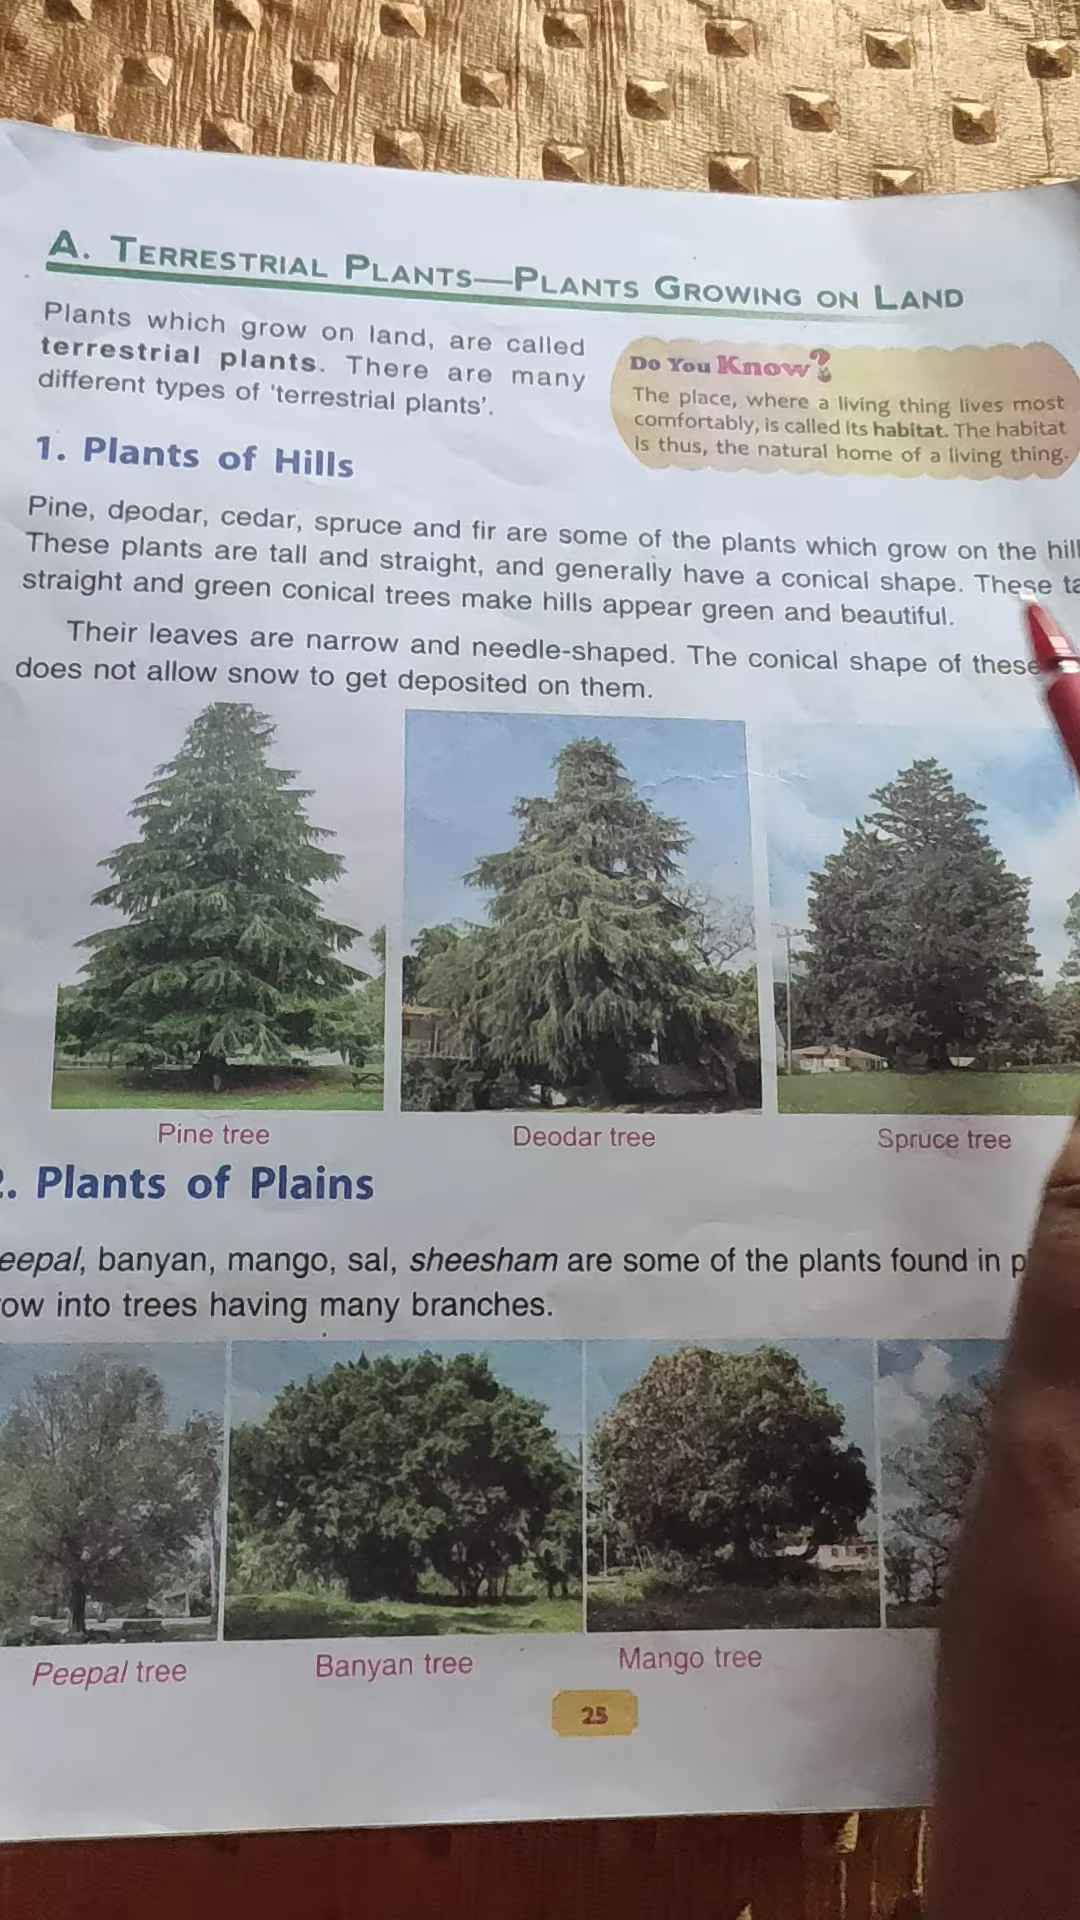 A. TERRESTRIAL PLANTS—PLANTS GROWING ON LAND
Plants which grow on land, are called
terrestrial plants. There are many
different types of 'terrestrial plants'.
Do You Know?
The place, where a living thing lives most
comfortably, is called its habitat. The habitat
is thus, the natural home of a living thing.
1. Plants of Hills
Pine, deodar, cedar, spruce and fir are some of the plants which grow on the hill
These plants are tall and straight, and generally have a conical shape. These ta
straight and green conical trees make hills appear green and beautiful.
Their leaves are narrow and needle-shaped. The conical shape of these
does not allow snow to get deposited on them.
Pine tree
Deodar tree
Spruce tree
2. Plants of Plains
eepal, banyan, mango, sal, sheesham are some of the plants found in p
ow into trees having many branches.
Peepal tree
Banyan tree
Mango tree
25